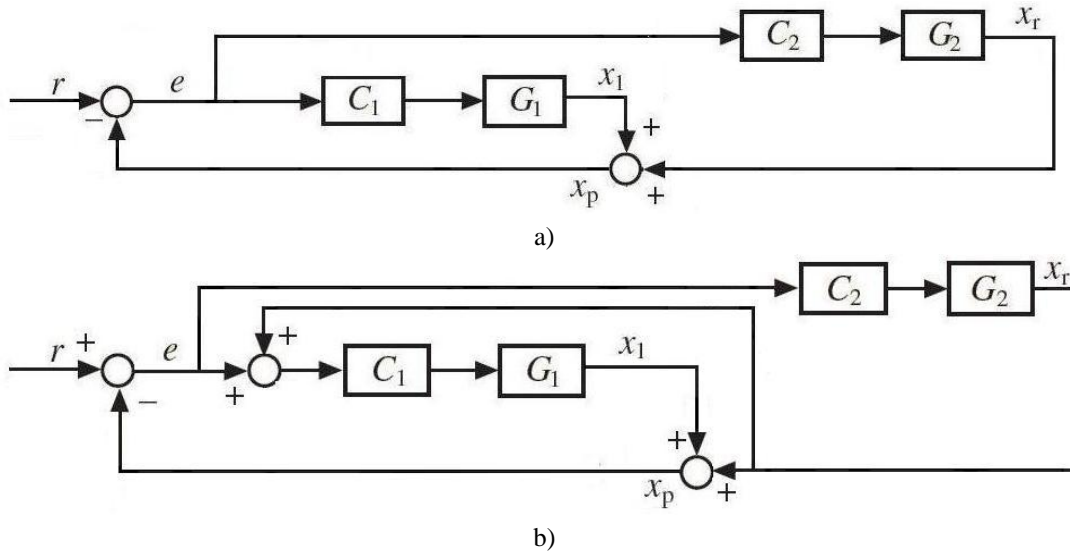 C2 G2 xr
r e C1 G1 x1
− +
xp +
a)
C2 G2 xr
+
r + e C1 G1 x1
+
− +
xp +
b)